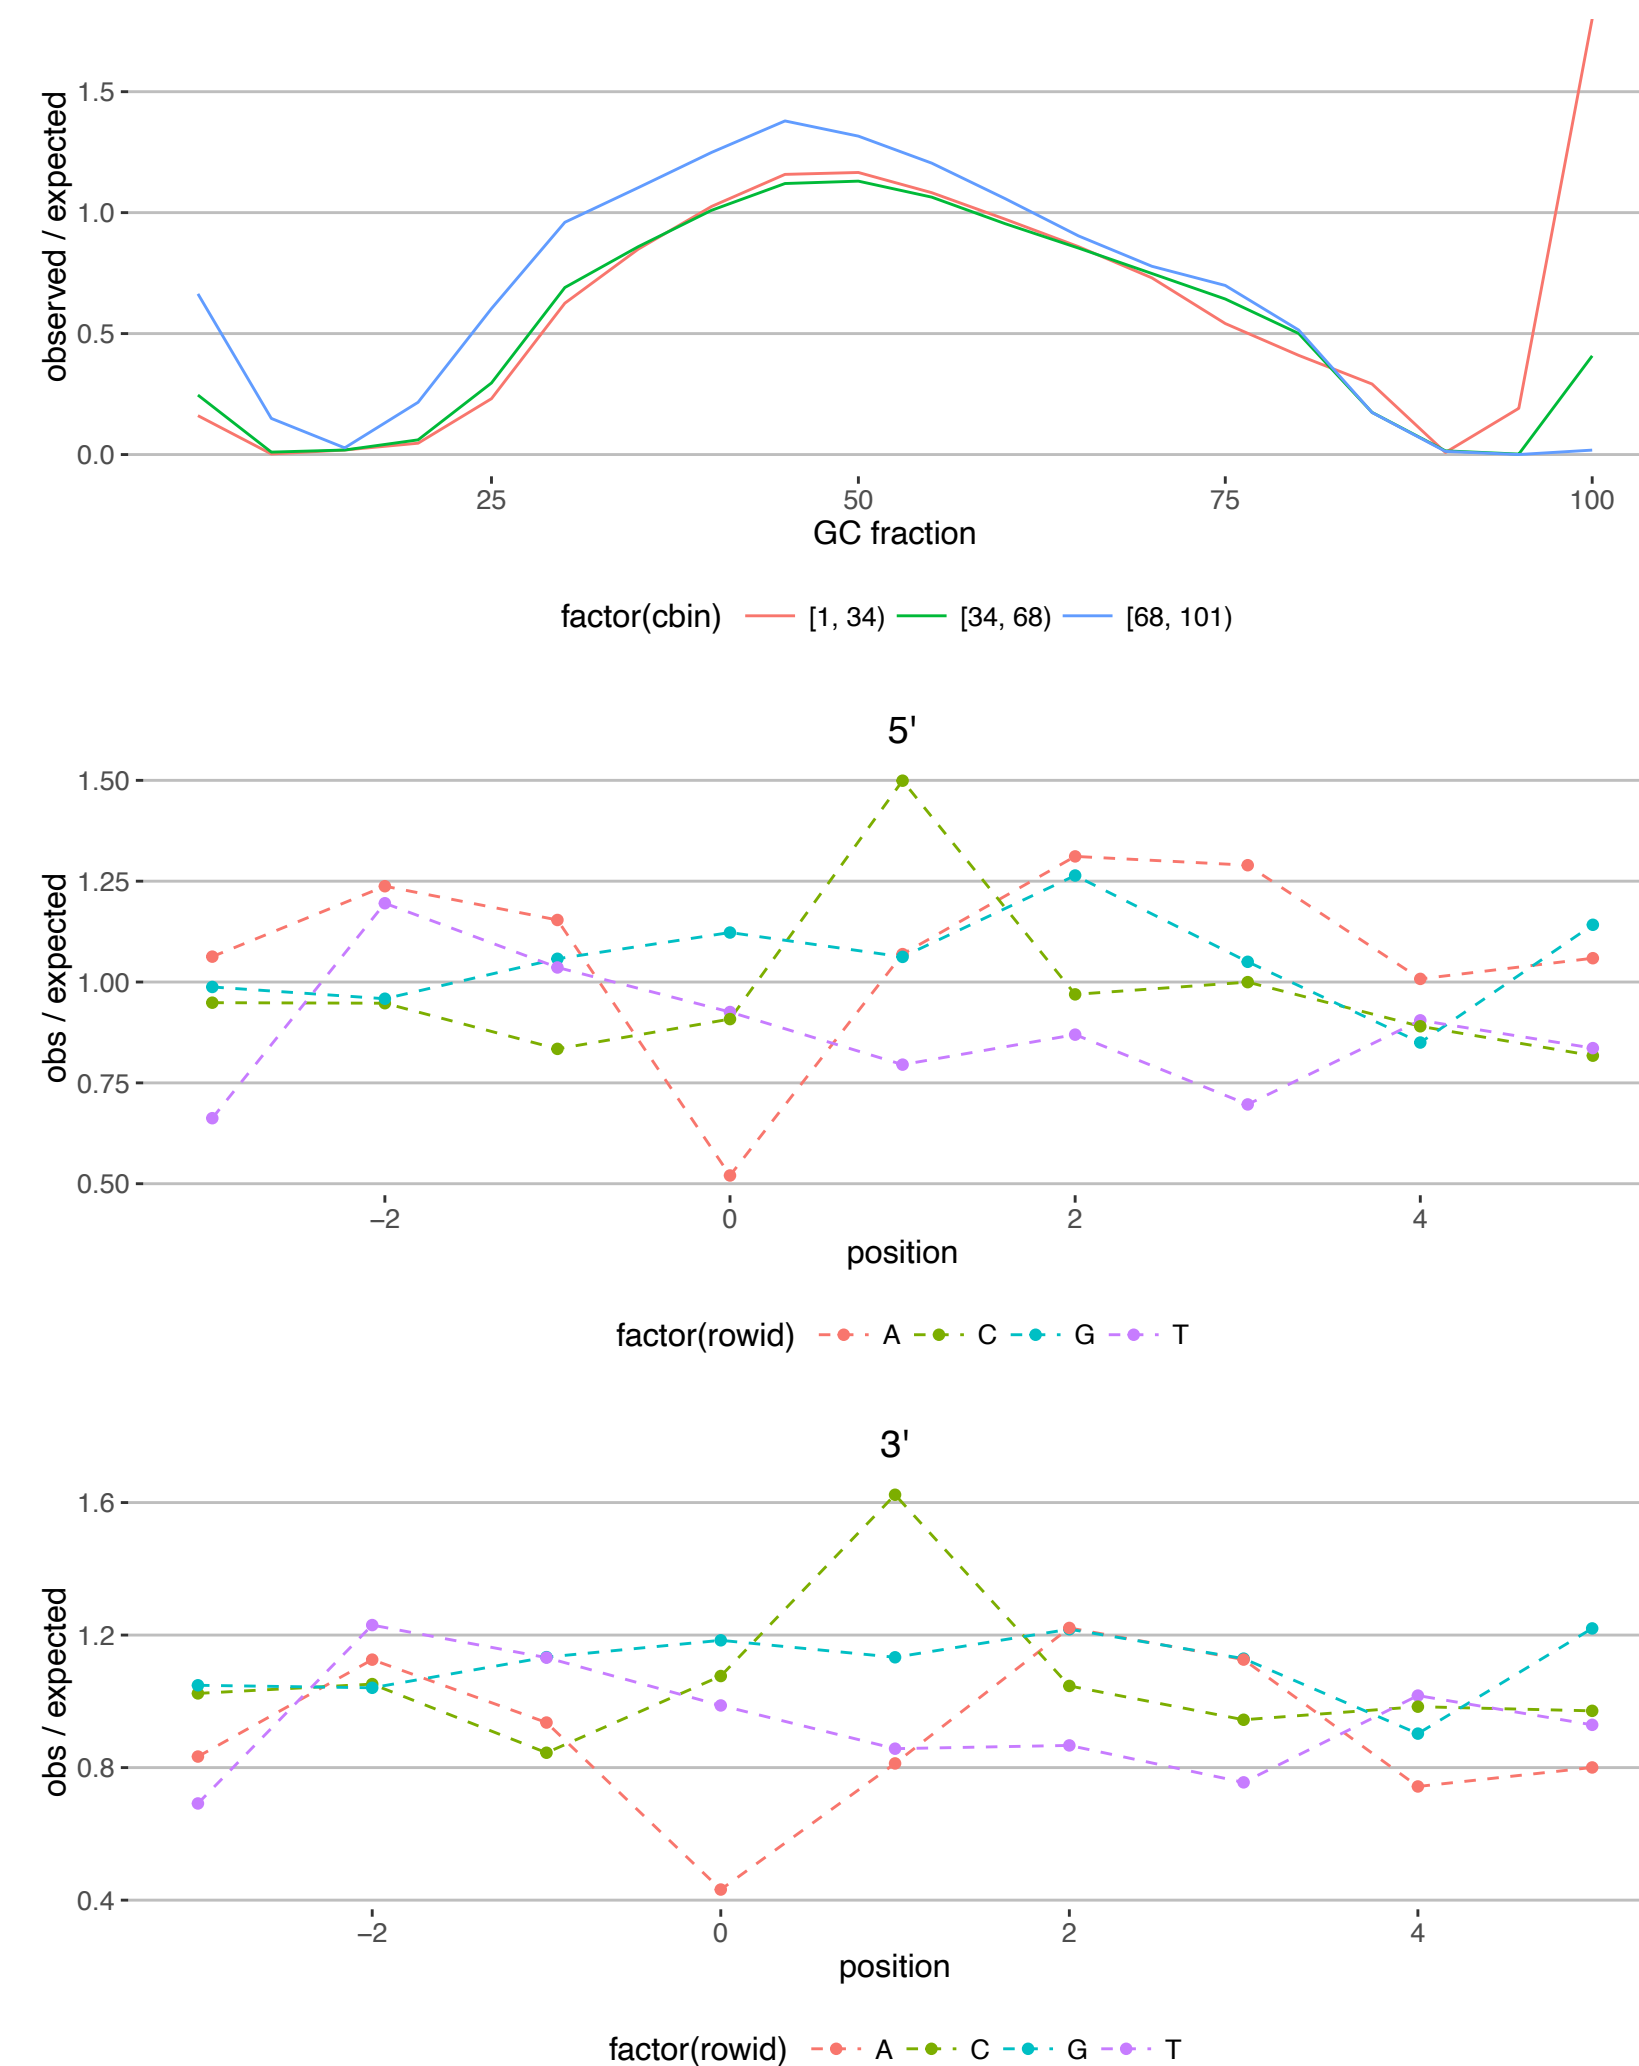 1.5
1.0
0.5
0.0
observed / expected
25 50 75 100
GC fraction
factor(cbin) [1, 34) [34, 68) [68, 101)
5'
1.50
1.25
1.00
0.75
0.50
obs / expected
−2 0 2 4
position
factor(rowid) A C G T
3'
1.6
1.2
0.8
0.4
obs / expected
−2 0 2 4
position
factor(rowid) A C G T